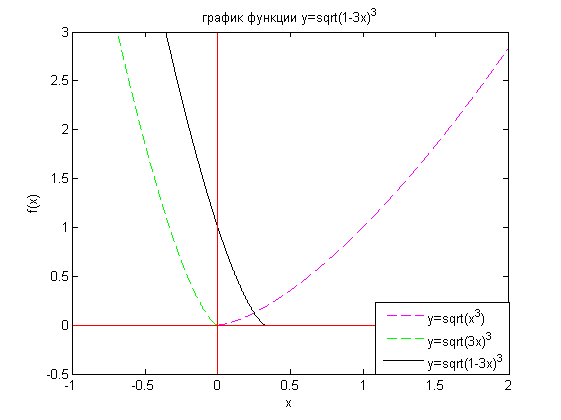 график функции y=sqrt(1-3x)^3
3
2.5
2
1.5
1
0.5
0
-0.5
f(x)
-1 -0.5 0 0.5 1 1.5 2
x
y=sqrt(x^3)
y=sqrt(3x)^3
y=sqrt(1-3x)^3